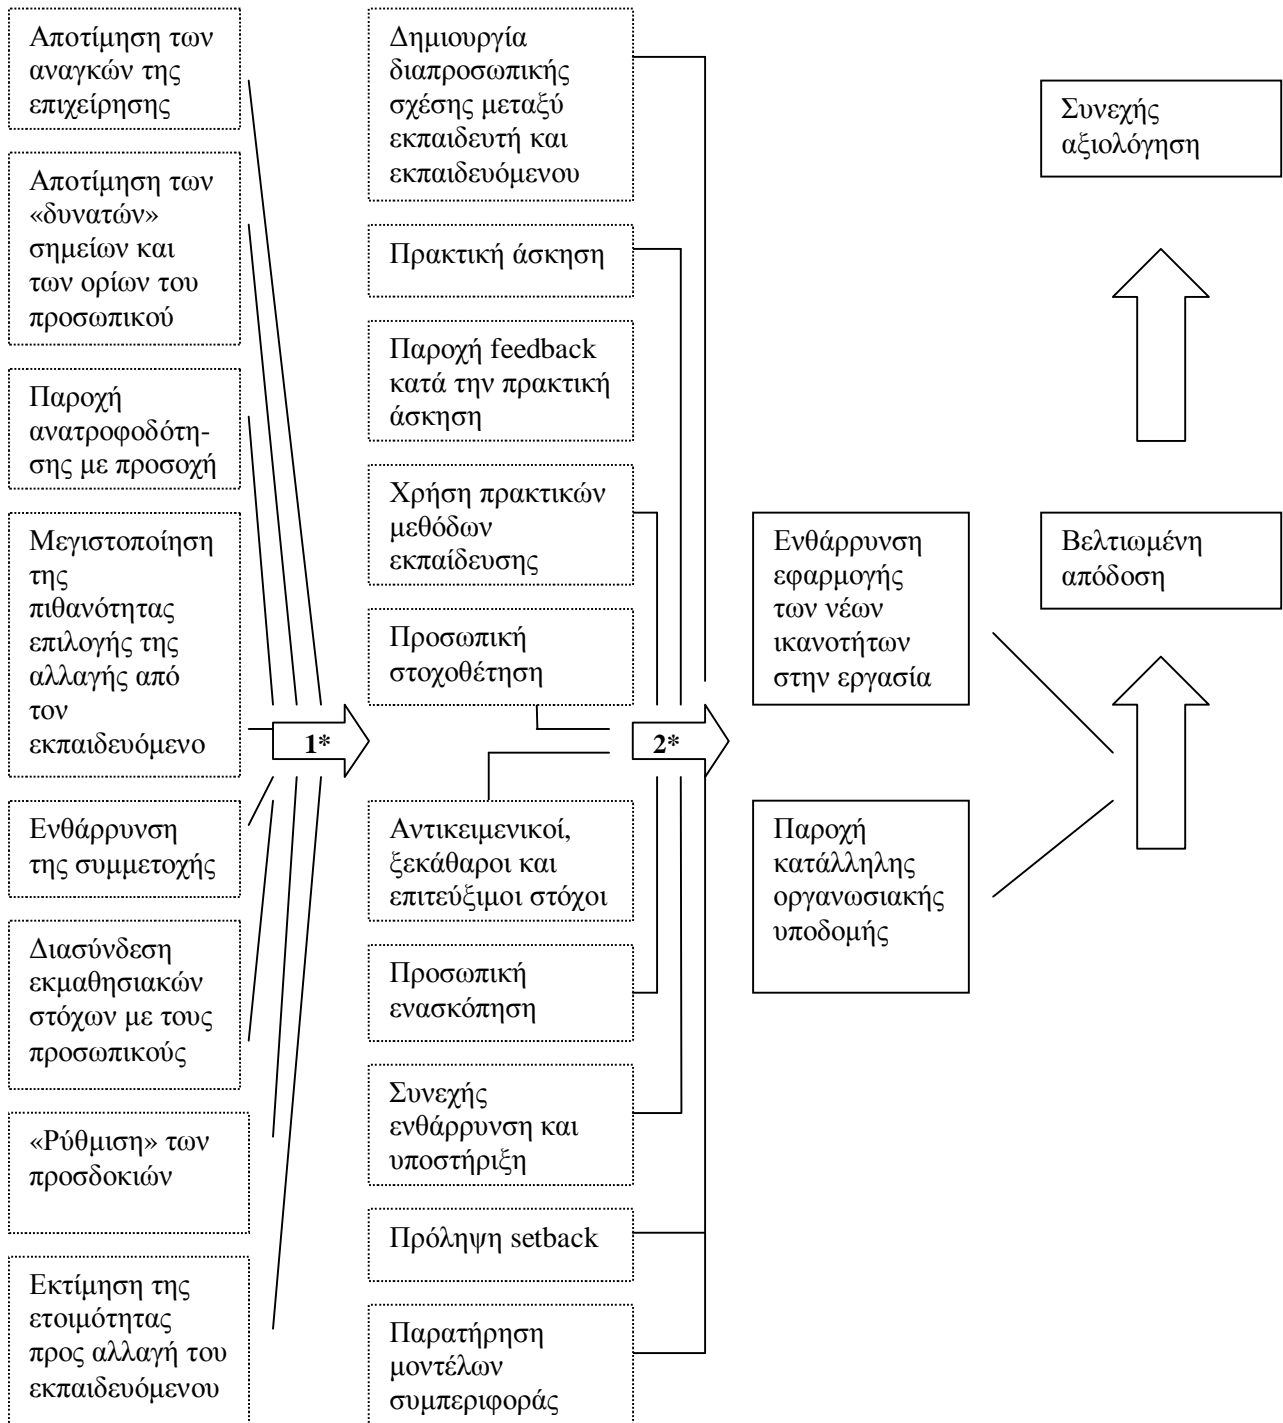 Αποτίμηση των
αναγκών της
επιχείρησης
Αποτίμηση των
«δυνατών»
σημείων και
των ορίων του
προσωπικού
Παροχή
ανατροφοδότη-
σης με προσοχή
Μεγιστοποίηση
της
πιθανότητας
επιλογής της
αλλαγής από
τον
εκπαιδευόμενο
Ενθάρρυνση
της συμμετοχής
Διασύνδεση
εκμαθησιακών
στόχων με τους
προσωπικούς
«Ρύθμιση» των
προσδοκιών
Εκτίμηση της
ετοιμότητας
προς αλλαγή του
εκπαιδευόμενου
1*
Δημιουργία
διαπροσωπικής
σχέσης μεταξύ
εκπαιδευτή και
εκπαιδευόμενου
Πρακτική άσκηση
Παροχή feedback
κατά την πρακτική
άσκηση
Χρήση πρακτικών
μεθόδων
εκπαίδευσης
Προσωπική
στοχοθέτηση
Αντικειμενικοί,
ξεκάθαροι και
επιτεύξιμοι στόχοι
Προσωπική
ενασκόπηση
Συνεχής
ενθάρρυνση και
υποστήριξη
Πρόληψη setback
Παρατήρηση
μοντέλων
συμπεριφοράς
2*
Ενθάρρυνση
εφαρμογής
των νέων
ικανοτήτων
στην εργασία
Παροχή
κατάλληλης
οργανωσιακής
υποδομής
Συνεχής
αξιολόγηση
Βελτιωμένη
απόδοση